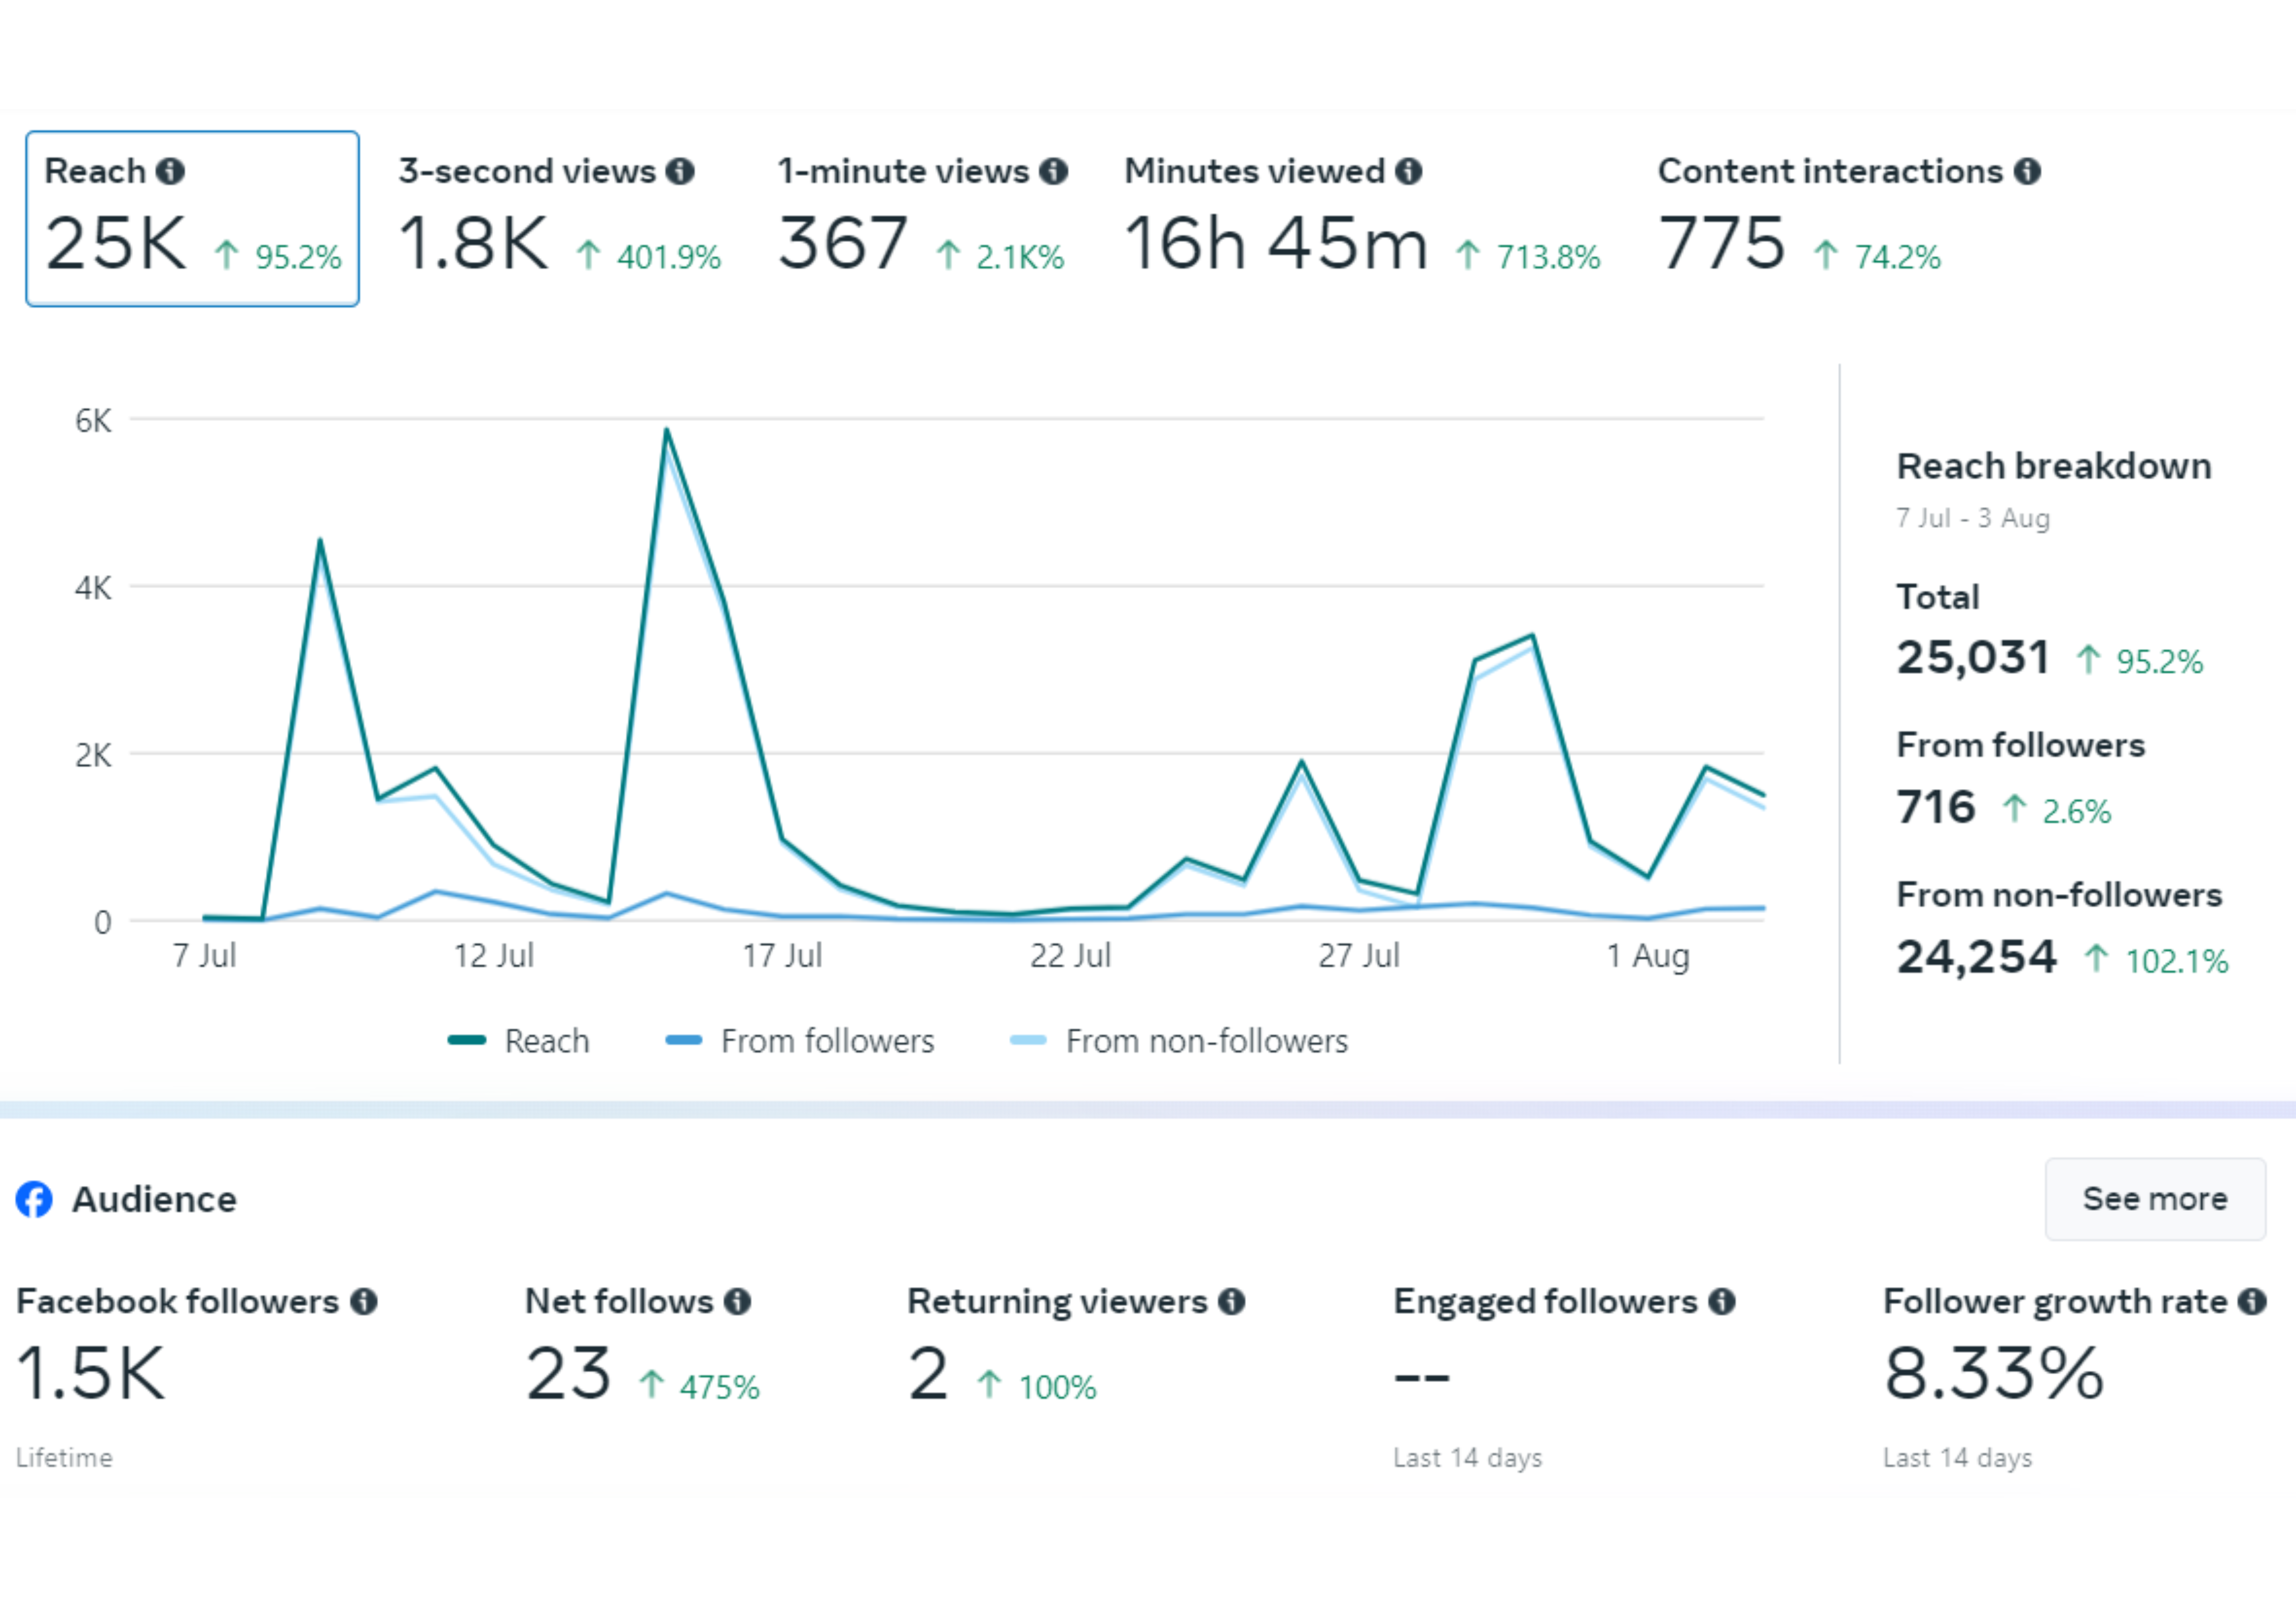 Reach
25K ↑ 95.2%
3-second views
1.8K ↑ 401.9%
1-minute views
367 ↑ 2.1K%
Minutes viewed
16h 45m ↑ 713.8%
Content interactions
775 ↑ 74.2%
6K
4K
2K
0
7 Jul
12 Jul
17 Jul
22 Jul
27 Jul
1 Aug
Reach
From followers
From non-followers
Reach breakdown
7 Jul - 3 Aug
Total
25,031 ↑ 95.2%
From followers
716 ↑ 2.6%
From non-followers
24,254 ↑ 102.1%
Audience
See more
Facebook followers
1.5K
Lifetime
Net follows
23 ↑ 475%
Returning viewers
2 ↑ 100%
Engaged followers
--
Last 14 days
Follower growth rate
8.33%
Last 14 days